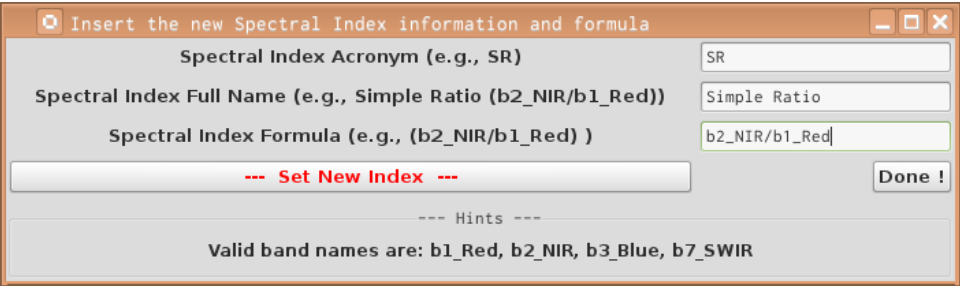 Insert the new Spectral Index information and formula
Spectral Index Acronym (e.g., SR) SR
Spectral Index Full Name (e.g., Simple Ratio (b2_NIR/b1_Red)) Simple Ratio
Spectral Index Formula (e.g., (b2_NIR/b1_Red) ) b2_NIR/b1_Red
--- Set New Index --- Done !
--- Hints ---
Valid band names are: b1_Red, b2_NIR, b3_Blue, b7_SWIR